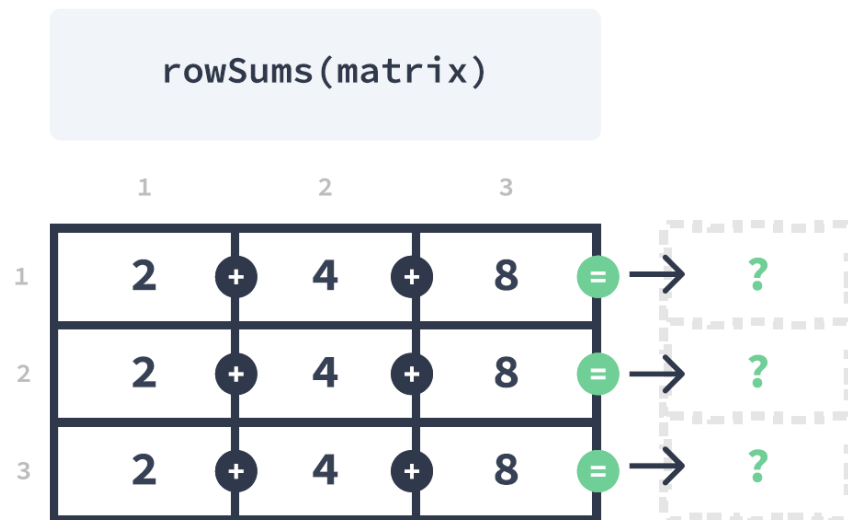 rowSums(matrix)
1 2 3
1 2 + 4 + 8 = ?
2 2 + 4 + 8 = ?
3 2 + 4 + 8 = ?